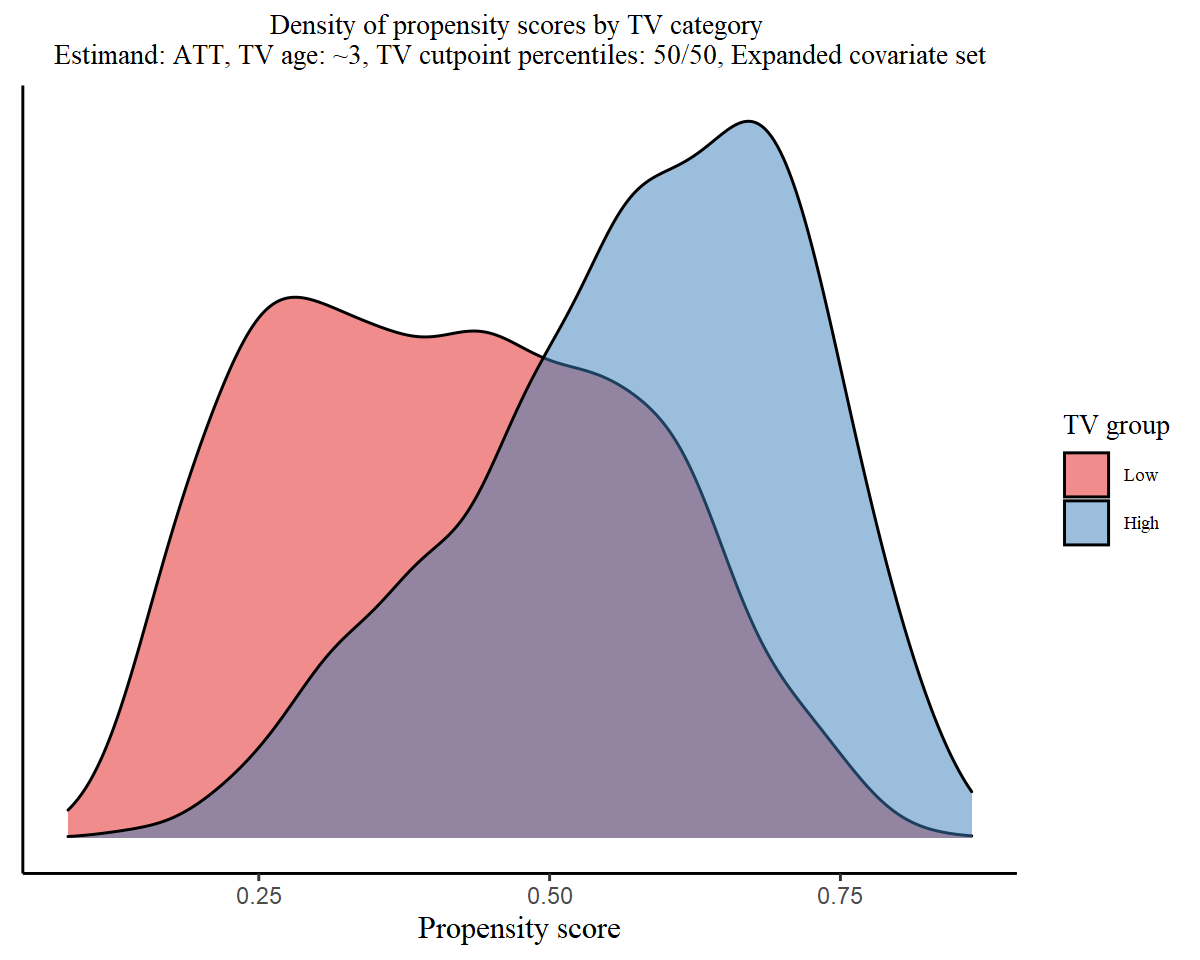 Density of propensity scores by TV category
Estimand: ATT, TV age: ~3, TV cutpoint percentiles: 50/50, Expanded covariate set
TV group
Low
High
0.25 0.50 0.75
Propensity score